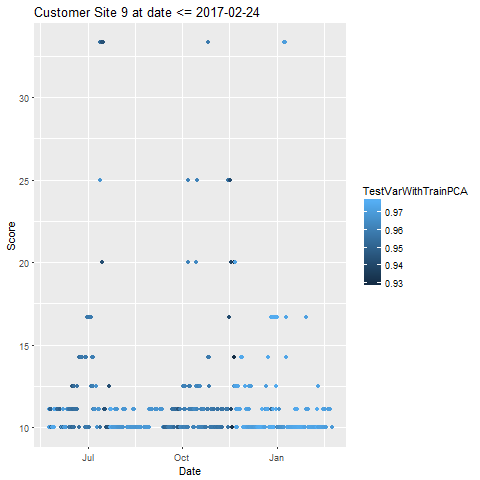 Customer Site 9 at date <= 2017-02-24
30
25
20
15
10
Score
Jul
Oct
Jan
Date
TestVarWithTrainPCA
0.97
0.96
0.95
0.94
0.93